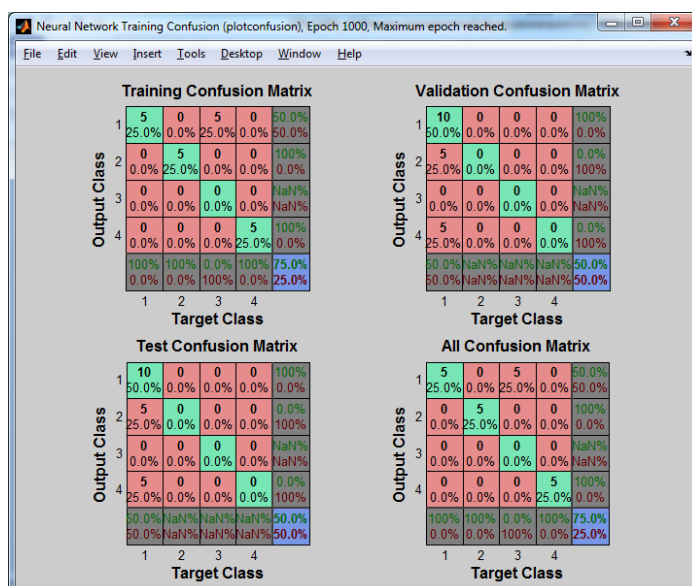 Neural Network Training Confusion (plotconfusion), Epoch 1000, Maximum epoch reached.
File Edit View Insert Tools Desktop Window Help
Training Confusion Matrix
Output Class
1 5 0 5 0 50.0%
25.0% 0.0% 25.0% 0.0% 50.0%
2 0 5 0 0 100%
0.0% 25.0% 0.0% 0.0% 0.0%
3 0 0 0 0 NaN%
0.0% 0.0% 0.0% 0.0% NaN%
4 0 0 0 5 100%
0.0% 0.0% 0.0% 25.0% 0.0%
100% 100% 0.0% 100% 75.0%
0.0% 0.0% 100% 0.0% 25.0%
1 2 3 4
Target Class
Validation Confusion Matrix
Output Class
1 10 0 0 0 100%
50.0% 0.0% 0.0% 0.0% 0.0%
2 5 0 0 0 0.0%
25.0% 0.0% 0.0% 0.0% 100%
3 0 0 0 0 NaN%
0.0% 0.0% 0.0% 0.0% NaN%
4 5 0 0 0 0.0%
25.0% 0.0% 0.0% 0.0% 100%
50.0% NaN% NaN% NaN% 50.0%
50.0% NaN% NaN% NaN% 50.0%
1 2 3 4
Target Class
Test Confusion Matrix
Output Class
1 10 0 0 0 100%
50.0% 0.0% 0.0% 0.0% 0.0%
2 5 0 0 0 0.0%
25.0% 0.0% 0.0% 0.0% 100%
3 0 0 0 0 NaN%
0.0% 0.0% 0.0% 0.0% NaN%
4 5 0 0 0 0.0%
25.0% 0.0% 0.0% 0.0% 100%
50.0% NaN% NaN% NaN% 50.0%
50.0% NaN% NaN% NaN% 50.0%
1 2 3 4
Target Class
All Confusion Matrix
Output Class
1 5 0 5 0 50.0%
25.0% 0.0% 25.0% 0.0% 50.0%
2 0 5 0 0 100%
0.0% 25.0% 0.0% 0.0% 0.0%
3 0 0 0 0 NaN%
0.0% 0.0% 0.0% 0.0% NaN%
4 0 0 0 5 100%
0.0% 0.0% 0.0% 25.0% 0.0%
100% 100% 0.0% 100% 75.0%
0.0% 0.0% 100% 0.0% 25.0%
1 2 3 4
Target Class